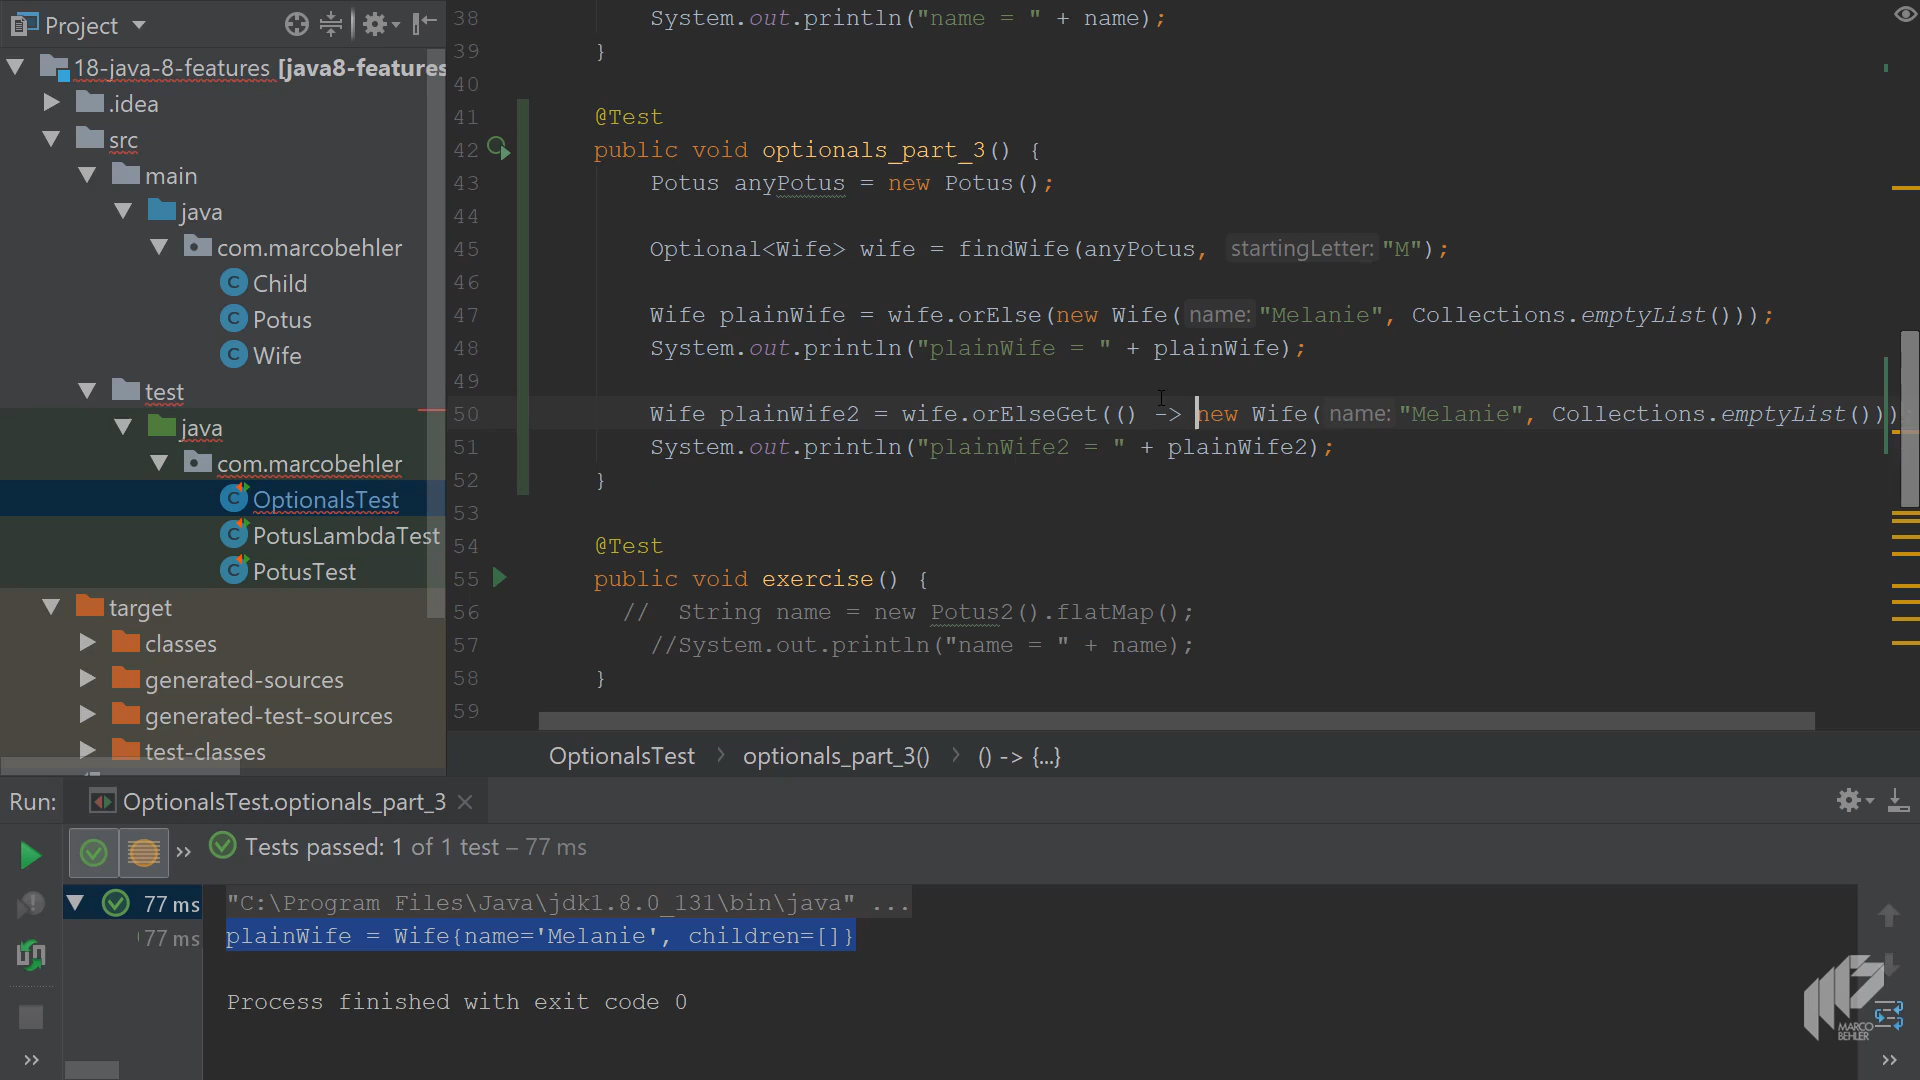 Project
18-java-8-features [java8-features
.idea
src
main
java
com.marcobehler
Child
Potus
Wife
test
java
com.marcobehler
OptionalsTest
PotusLambdaTest
PotusTest
target
classes
generated-sources
generated-test-sources
test-classes
38 System.out.println("name = " + name);
39 }
40
41 @Test
42 public void optionals_part_3() {
43 Potus anyPotus = new Potus();
44
45 Optional<Wife> wife = findWife(anyPotus, startingLetter: "M");
46
47 Wife plainWife = wife.orElse(new Wife( name: "Melanie", Collections.emptyList()));
48 System.out.println("plainWife = " + plainWife);
49
50 Wife plainWife2 = wife.orElseGet(() -> new Wife( name: "Melanie", Collections.emptyList()))
51 System.out.println("plainWife2 = " + plainWife2);
52 }
53
54 @Test
55 public void exercise() {
56 // String name = new Potus2().flatMap();
57 //System.out.println("name = " + name);
58 }
59
OptionalsTest > optionals_part_3() > () -> {...}
Run: OptionalsTest.optionals_part_3
Tests passed: 1 of 1 test – 77 ms
77 ms
77 ms
"C:\Program Files\Java\jdk1.8.0_131\bin\java" ...
plainWife = Wife{name='Melanie', children=[]}
Process finished with exit code 0
MARCO
BEHLER